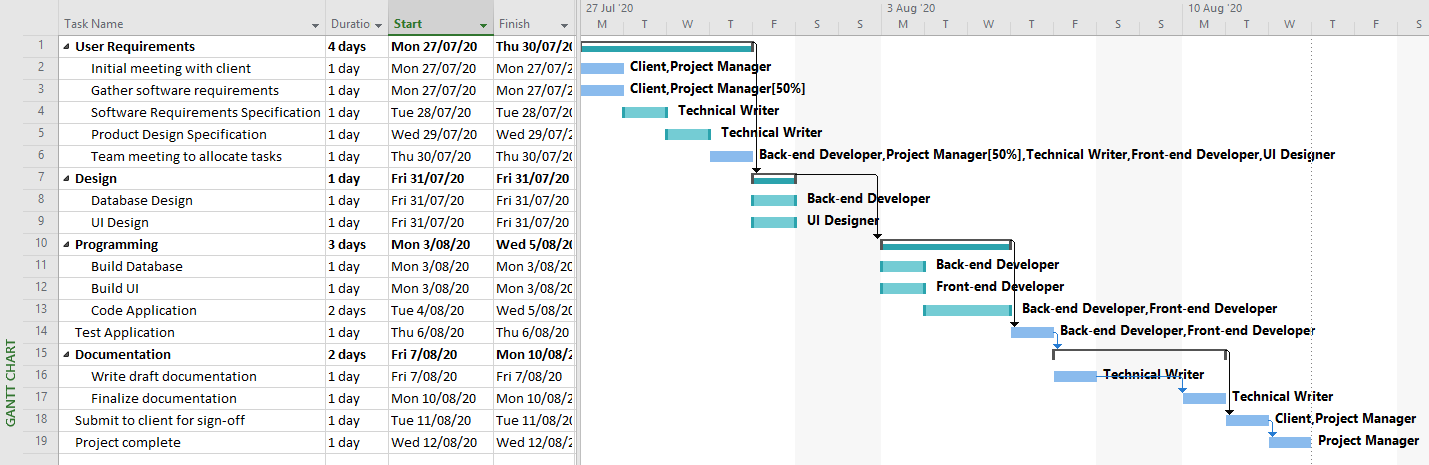 27 Jul '20 3 Aug '20 10 Aug '20
Task Name Duratio Start Finish M T W T F S S M T W T F S S M T W T F S
1 User Requirements 4 days Mon 27/07/20 Thu 30/07/20
2 Initial meeting with client 1 day Mon 27/07/20 Mon 27/07/2 Client,Project Manager
3 Gather software requirements 1 day Mon 27/07/20 Mon 27/07/2 Client,Project Manager[50%]
4 Software Requirements Specification 1 day Tue 28/07/20 Tue 28/07/2 Technical Writer
5 Product Design Specification 1 day Wed 29/07/20 Wed 29/07/2 Technical Writer
6 Team meeting to allocate tasks 1 day Thu 30/07/20 Thu 30/07/2 Back-end Developer,Project Manager[50%],Technical Writer,Front-end Developer,UI Designer
7 Design 1 day Fri 31/07/20 Fri 31/07/20
8 Database Design 1 day Fri 31/07/20 Fri 31/07/20 Back-end Developer
9 UI Design 1 day Fri 31/07/20 Fri 31/07/20 UI Designer
10 Programming 3 days Mon 3/08/20 Wed 5/08/20
11 Build Database 1 day Mon 3/08/20 Mon 3/08/20 Back-end Developer
12 Build UI 1 day Mon 3/08/20 Mon 3/08/20 Front-end Developer
13 Code Application 2 days Tue 4/08/20 Wed 5/08/20 Back-end Developer,Front-end Developer
14 Test Application 1 day Thu 6/08/20 Thu 6/08/20 Back-end Developer,Front-end Developer
15 Documentation 2 days Fri 7/08/20 Mon 10/08/2
16 Write draft documentation 1 day Fri 7/08/20 Fri 7/08/20 Technical Writer
17 Finalize documentation 1 day Mon 10/08/20 Mon 10/08/2 Technical Writer
18 Submit to client for sign-off 1 day Tue 11/08/20 Tue 11/08/2 Client,Project Manager
19 Project complete 1 day Wed 12/08/20 Wed 12/08/2 Project Manager
GANTT CHART